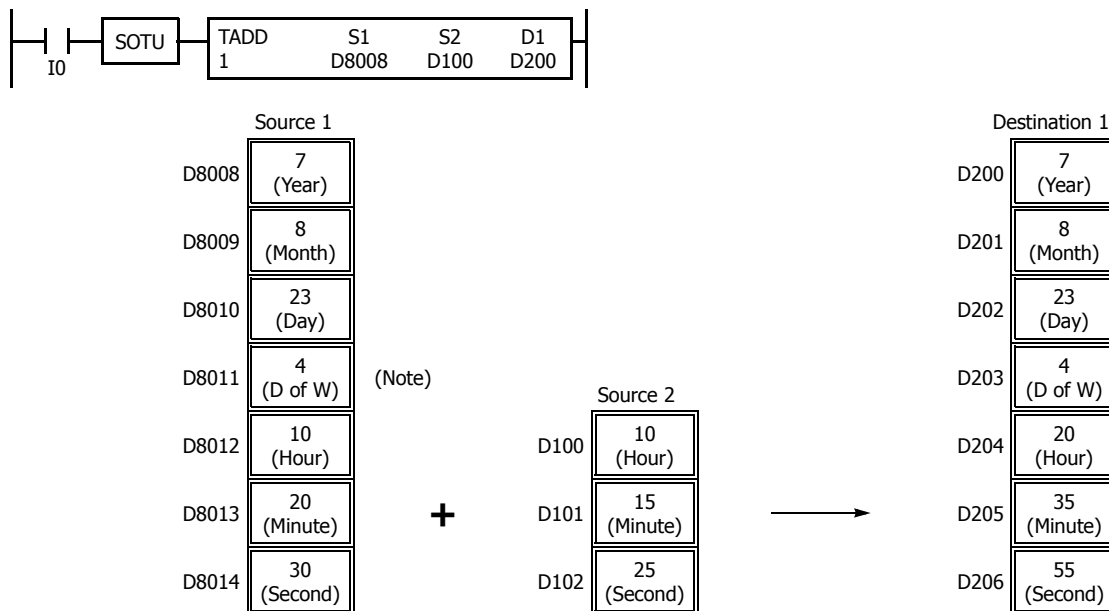 I0
SOTU
TADD S1 S2 D1
1 D8008 D100 D200
Source 1
Destination 1
D8008 7 (Year)
D200 7 (Year)
D8009 8 (Month)
D201 8 (Month)
D8010 23 (Day)
D202 23 (Day)
D8011 4 (D of W) (Note)
Source 2
D203 4 (D of W)
D8012 10 (Hour)
D100 10 (Hour)
D204 20 (Hour)
D8013 20 (Minute)
+
D101 15 (Minute)
D205 35 (Minute)
D8014 30 (Second)
D102 25 (Second)
D206 55 (Second)